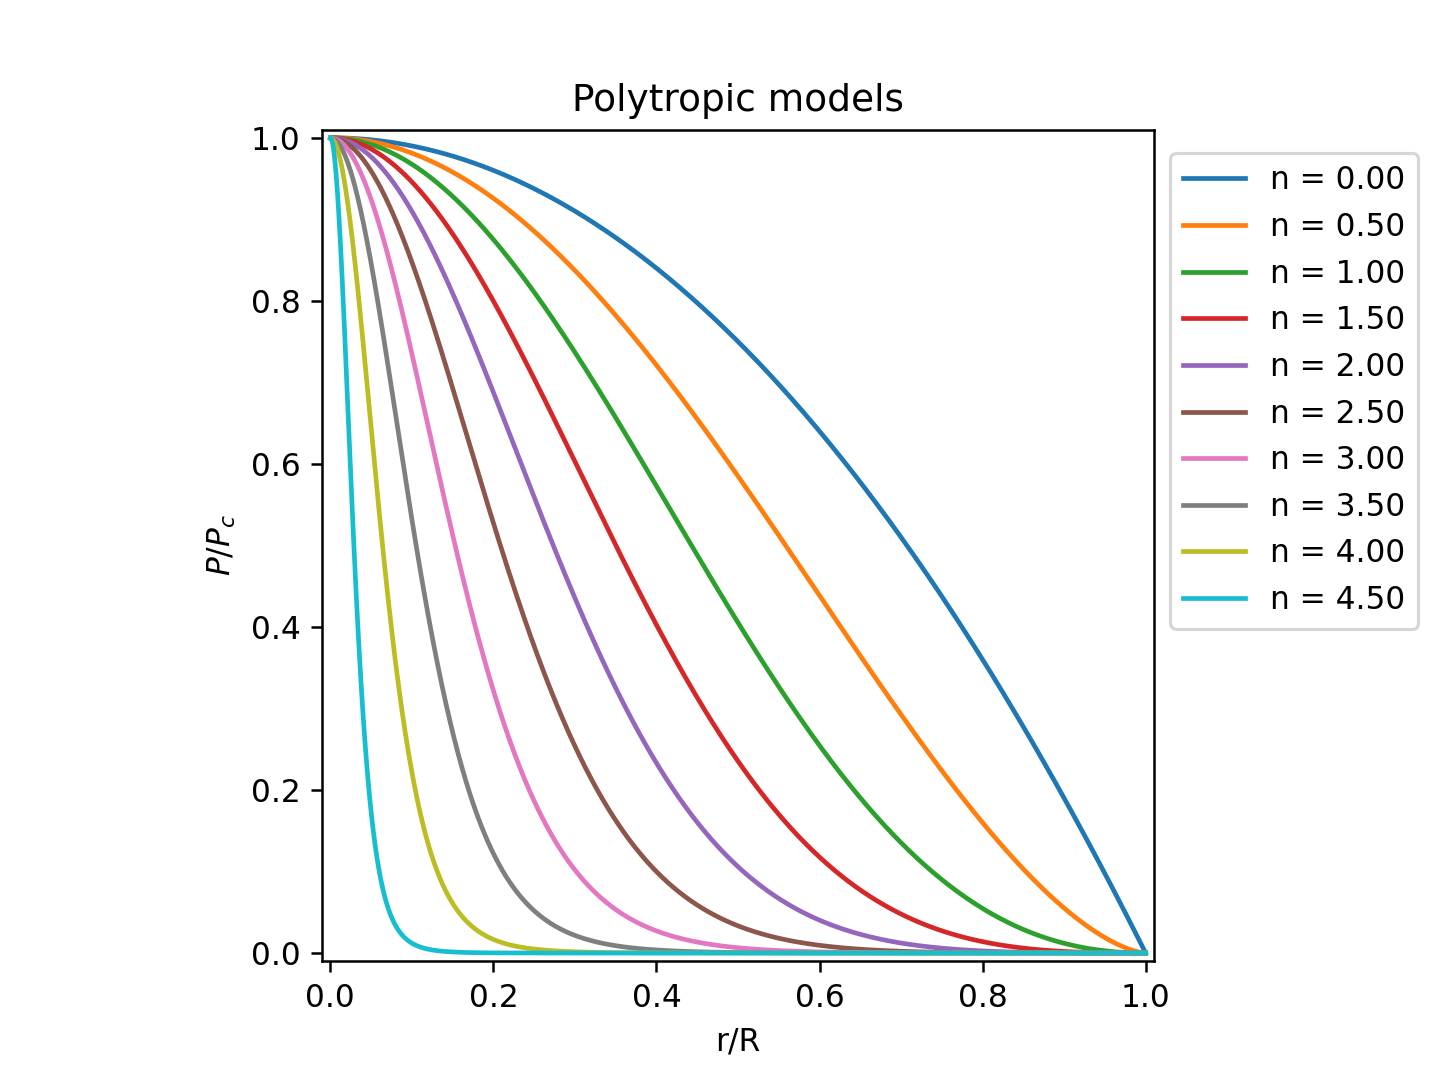 Polytropic models
1.0
0.8
0.6
0.4
0.2
0.0
P/P_c
0.0 0.2 0.4 0.6 0.8 1.0
r/R
n = 0.00
n = 0.50
n = 1.00
n = 1.50
n = 2.00
n = 2.50
n = 3.00
n = 3.50
n = 4.00
n = 4.50